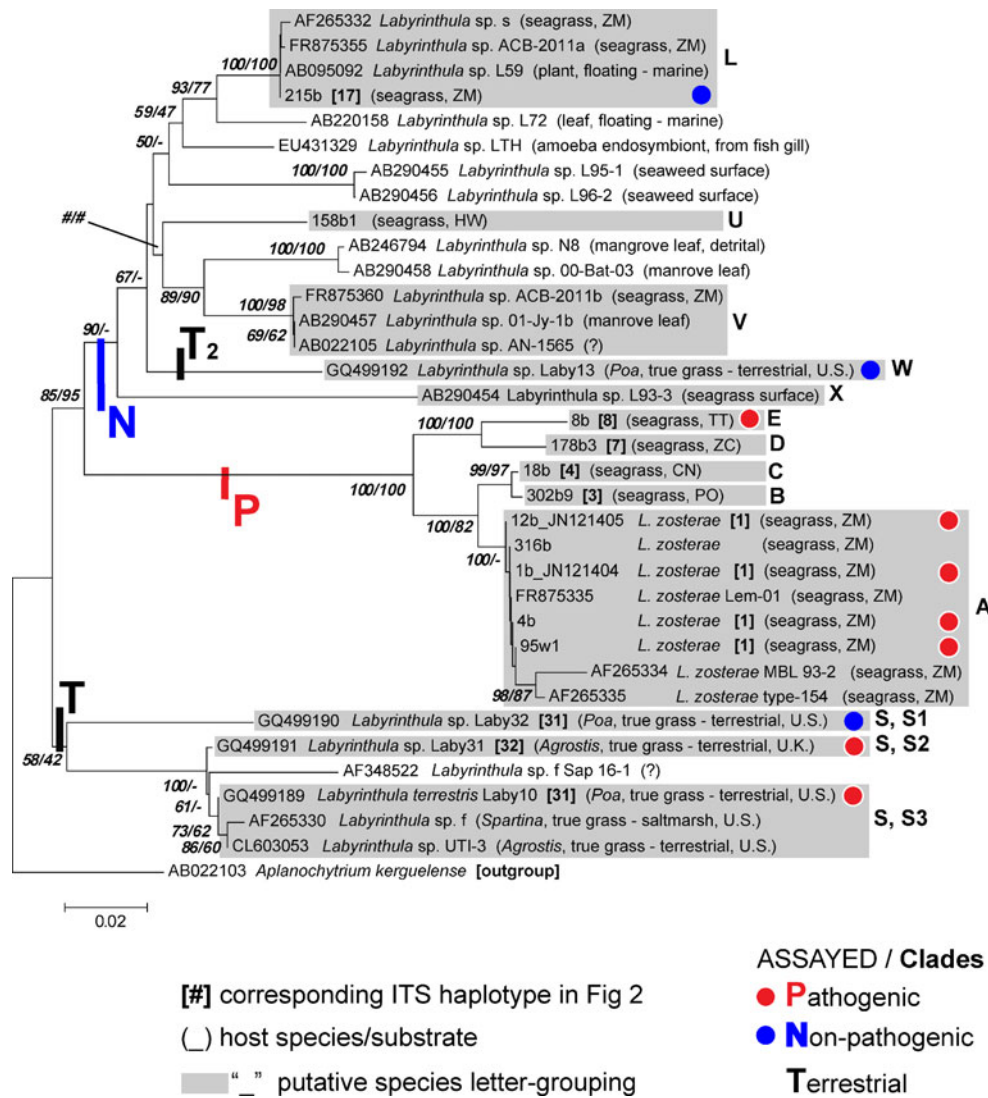 AF265332 Labyrinthula sp. s (seagrass, ZM)
FR875355 Labyrinthula sp. ACB-2011a (seagrass, ZM)
L
100/100
AB095092 Labyrinthula sp. L59 (plant, floating - marine)
93/77
215b [17] (seagrass, ZM)
59/47
AB220158 Labyrinthula sp. L72 (leaf, floating - marine)
50/-
EU431329 Labyrinthula sp. LTH (amoeba endosymbiont, from fish gill)
100/100
AB290455 Labyrinthula sp. L95-1 (seaweed surface)
AB290456 Labyrinthula sp. L96-2 (seaweed surface)
#/#
158b1 (seagrass, HW)
U
100/100
AB246794 Labyrinthula sp. N8 (mangrove leaf, detrital)
67/-
AB290458 Labyrinthula sp. 00-Bat-03 (manrove leaf)
89/90
100/98
FR875360 Labyrinthula sp. ACB-2011b (seagrass, ZM)
90/-
AB290457 Labyrinthula sp. 01-Jy-1b (manrove leaf)
V
69/62
AB022105 Labyrinthula sp. AN-1565 (?)
T2
GQ499192 Labyrinthula sp. Laby13 (Poa, true grass - terrestrial, U.S.)
W
85/95
AB290454 Labyrinthula sp. L93-3 (seagrass surface)
X
N
100/100
8b [8] (seagrass, TT)
E
178b3 [7] (seagrass, ZC)
D
99/97
18b [4] (seagrass, CN)
C
100/100
P
302b9 [3] (seagrass, PO)
B
100/82
12b_JN121405 L. zosterae [1] (seagrass, ZM)
316b L. zosterae (seagrass, ZM)
100/-
1b_JN121404 L. zosterae [1] (seagrass, ZM)
FR875335 L. zosterae Lem-01 (seagrass, ZM)
A
4b L. zosterae [1] (seagrass, ZM)
95w1 L. zosterae [1] (seagrass, ZM)
AF265334 L. zosterae MBL 93-2 (seagrass, ZM)
98/87
AF265335 L. zosterae type-154 (seagrass, ZM)
T
GQ499190 Labyrinthula sp. Laby32 [31] (Poa, true grass - terrestrial, U.S.)
S, S1
58/42
GQ499191 Labyrinthula sp. Laby31 [32] (Agrostis, true grass - terrestrial, U.K.)
S, S2
100/-
AF348522 Labyrinthula sp. f Sap 16-1 (?)
61/-
GQ499189 Labyrinthula terrestris Laby10 [31] (Poa, true grass - terrestrial, U.S.)
73/62
AF265330 Labyrinthula sp. f (Spartina, true grass - saltmarsh, U.S.)
S, S3
86/60
CL603053 Labyrinthula sp. UTI-3 (Agrostis, true grass - terrestrial, U.S.)
AB022103 Aplanochytrium kerguelense [outgroup]
0.02
[#] corresponding ITS haplotype in Fig 2
(_) host species/substrate
"_" putative species letter-grouping
ASSAYED / Clades
Pathogenic
Non-pathogenic
Terrestrial